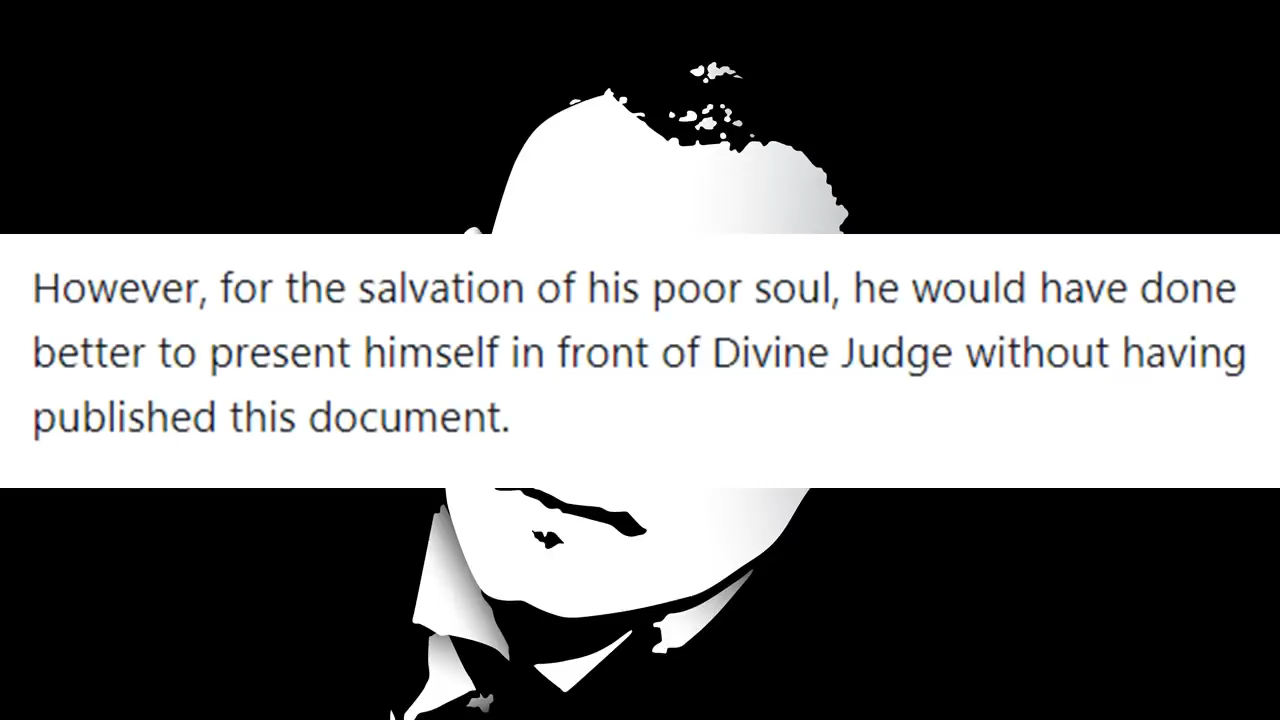 However, for the salvation of his poor soul, he would have done
better to present himself in front of Divine Judge without having
published this document.